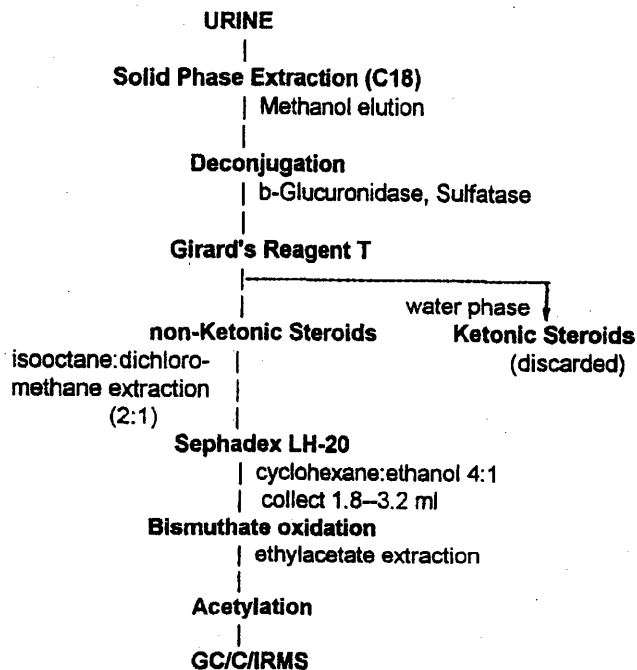 URINE
Solid Phase Extraction (C18)
Methanol elution
Deconjugation
b-Glucuronidase, Sulfatase
Girard's Reagent T
water phase
non-Ketonic Steroids
Ketonic Steroids
(discarded)
isooctane:dichloro-
methane extraction
(2:1)
Sephadex LH-20
cyclohexane:ethanol 4:1
collect 1.8–3.2 ml
Bismuthate oxidation
ethylacetate extraction
Acetylation
GC/C/IRMS